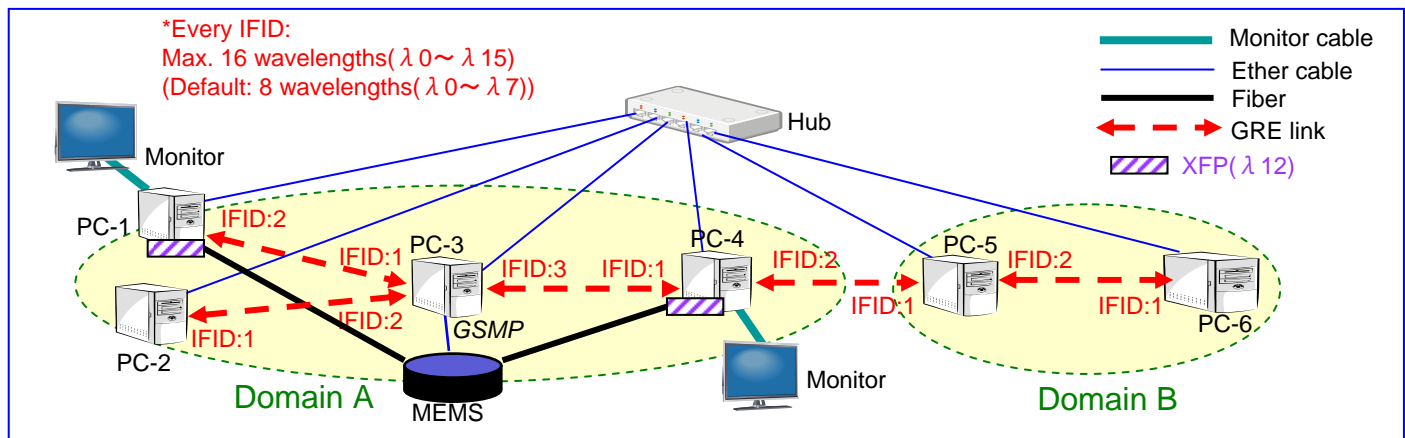 *Every IFID:
Max. 16 wavelengths(λ0～λ15)
(Default: 8 wavelengths(λ0～λ7))
Monitor cable
Ether cable
Fiber
GRE link
XFP(λ12)
Hub
Monitor
PC-1
IFID:2
IFID:1
PC-3
IFID:3
IFID:1
PC-4
IFID:2
IFID:1
PC-5
IFID:2
IFID:1
PC-6
PC-2
IFID:1
IFID:2
GSMP
Monitor
Domain A
MEMS
Domain B